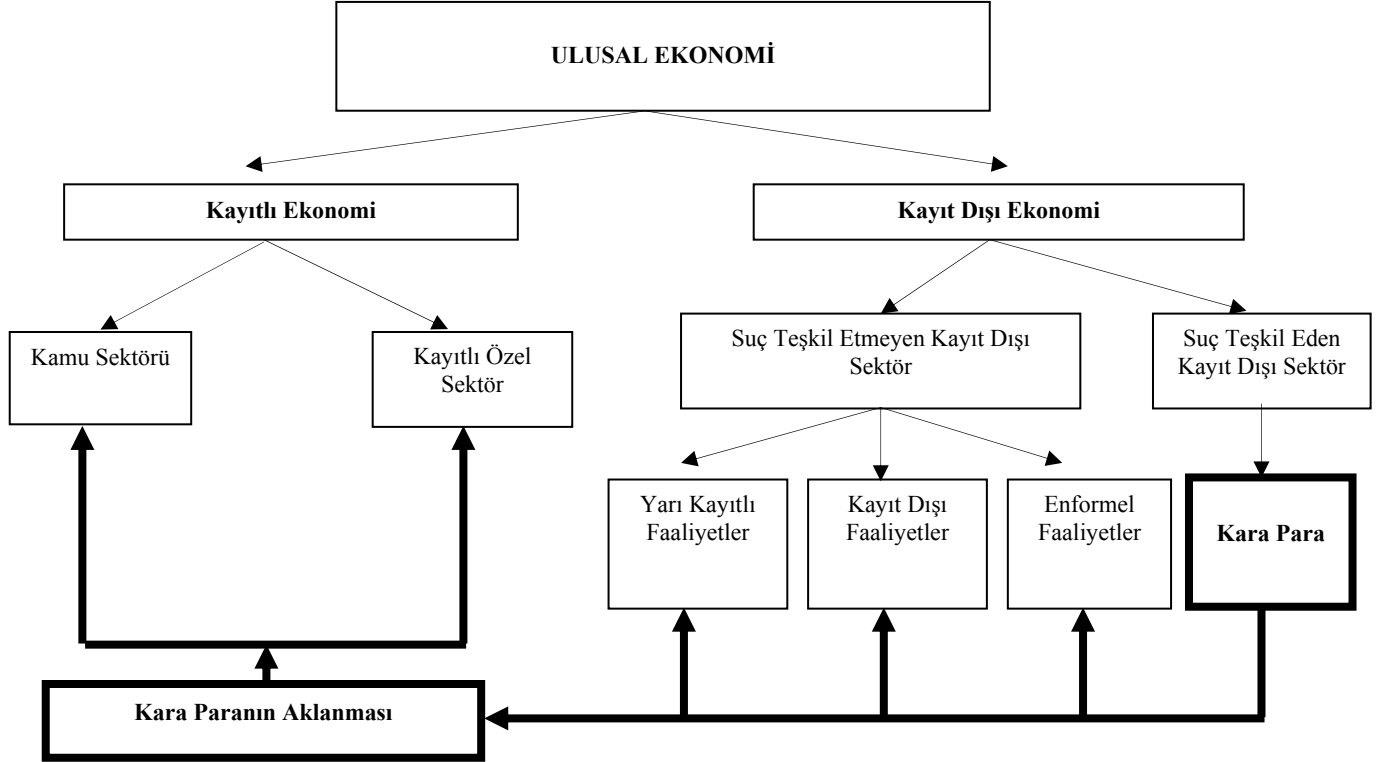 ULUSAL EKONOMİ
Kayıtlı Ekonomi
Kayıt Dışı Ekonomi
Kamu Sektörü
Kayıtlı Özel
Sektör
Suç Teşkil Etmeyen Kayıt Dışı
Sektör
Suç Teşkil Eden
Kayıt Dışı Sektör
Yarı Kayıtlı
Faaliyetler
Kayıt Dışı
Faaliyetler
Enformel
Faaliyetler
Kara Para
Kara Paranın Aklanması